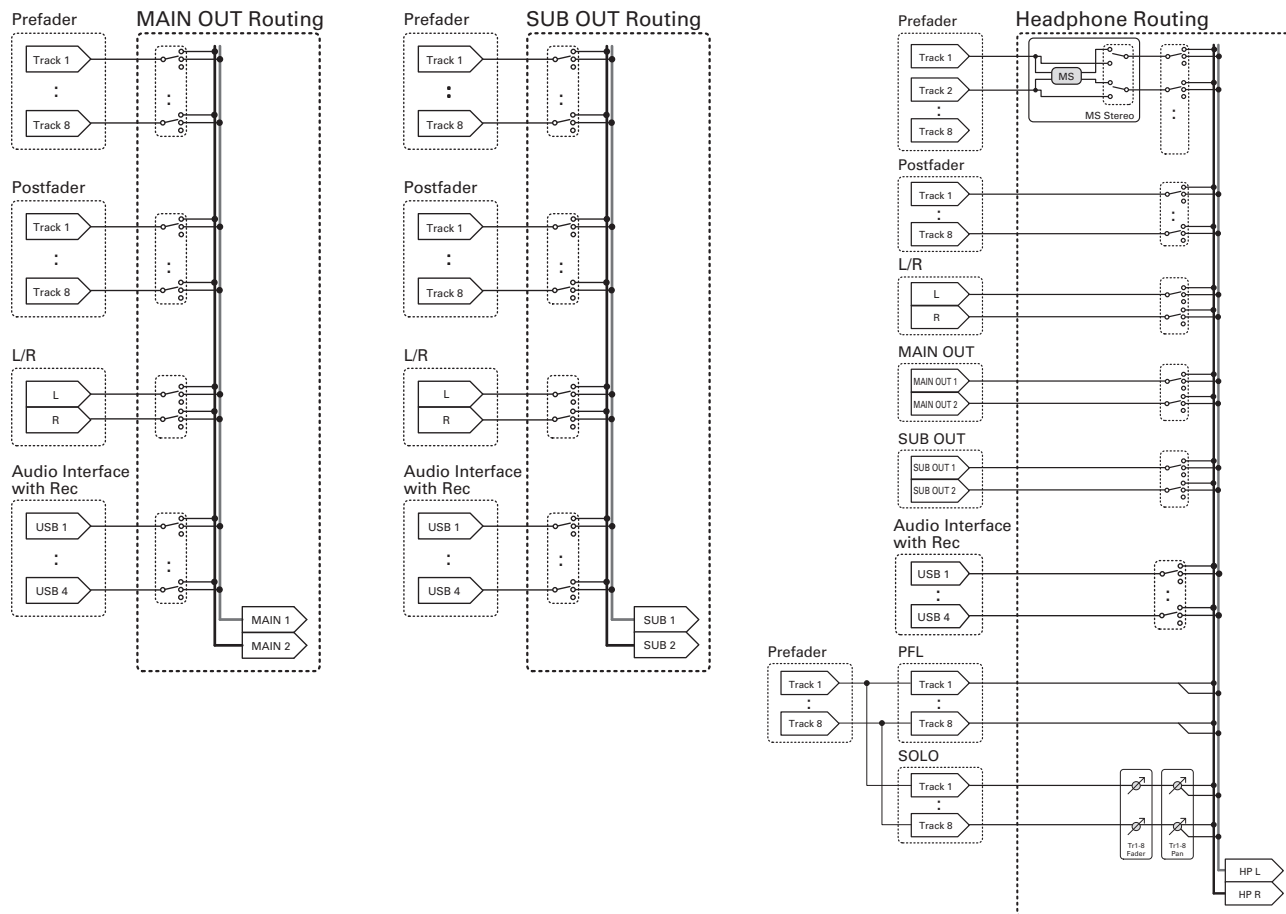 MAIN OUT Routing
Prefader
Track 1
:
Track 8
Postfader
Track 1
:
Track 8
L/R
L
R
Audio Interface
with Rec
USB 1
:
USB 4
:
:
:
MAIN 1
MAIN 2
SUB OUT Routing
Prefader
Track 1
:
Track 8
Postfader
Track 1
:
Track 8
L/R
L
R
Audio Interface
with Rec
USB 1
:
USB 4
:
:
:
SUB 1
SUB 2
Headphone Routing
Prefader
Track 1
Track 2
:
Track 8
MS
MS Stereo
:
Postfader
Track 1
:
Track 8
:
L/R
L
R
MAIN OUT
MAIN OUT 1
MAIN OUT 2
SUB OUT
SUB OUT 1
SUB OUT 2
Audio Interface
with Rec
USB 1
:
USB 4
:
Prefader
Track 1
:
Track 8
PFL
Track 1
:
Track 8
SOLO
Track 1
:
Track 8
Tr1-8
Fader
Tr1-8
Pan
HP L
HP R